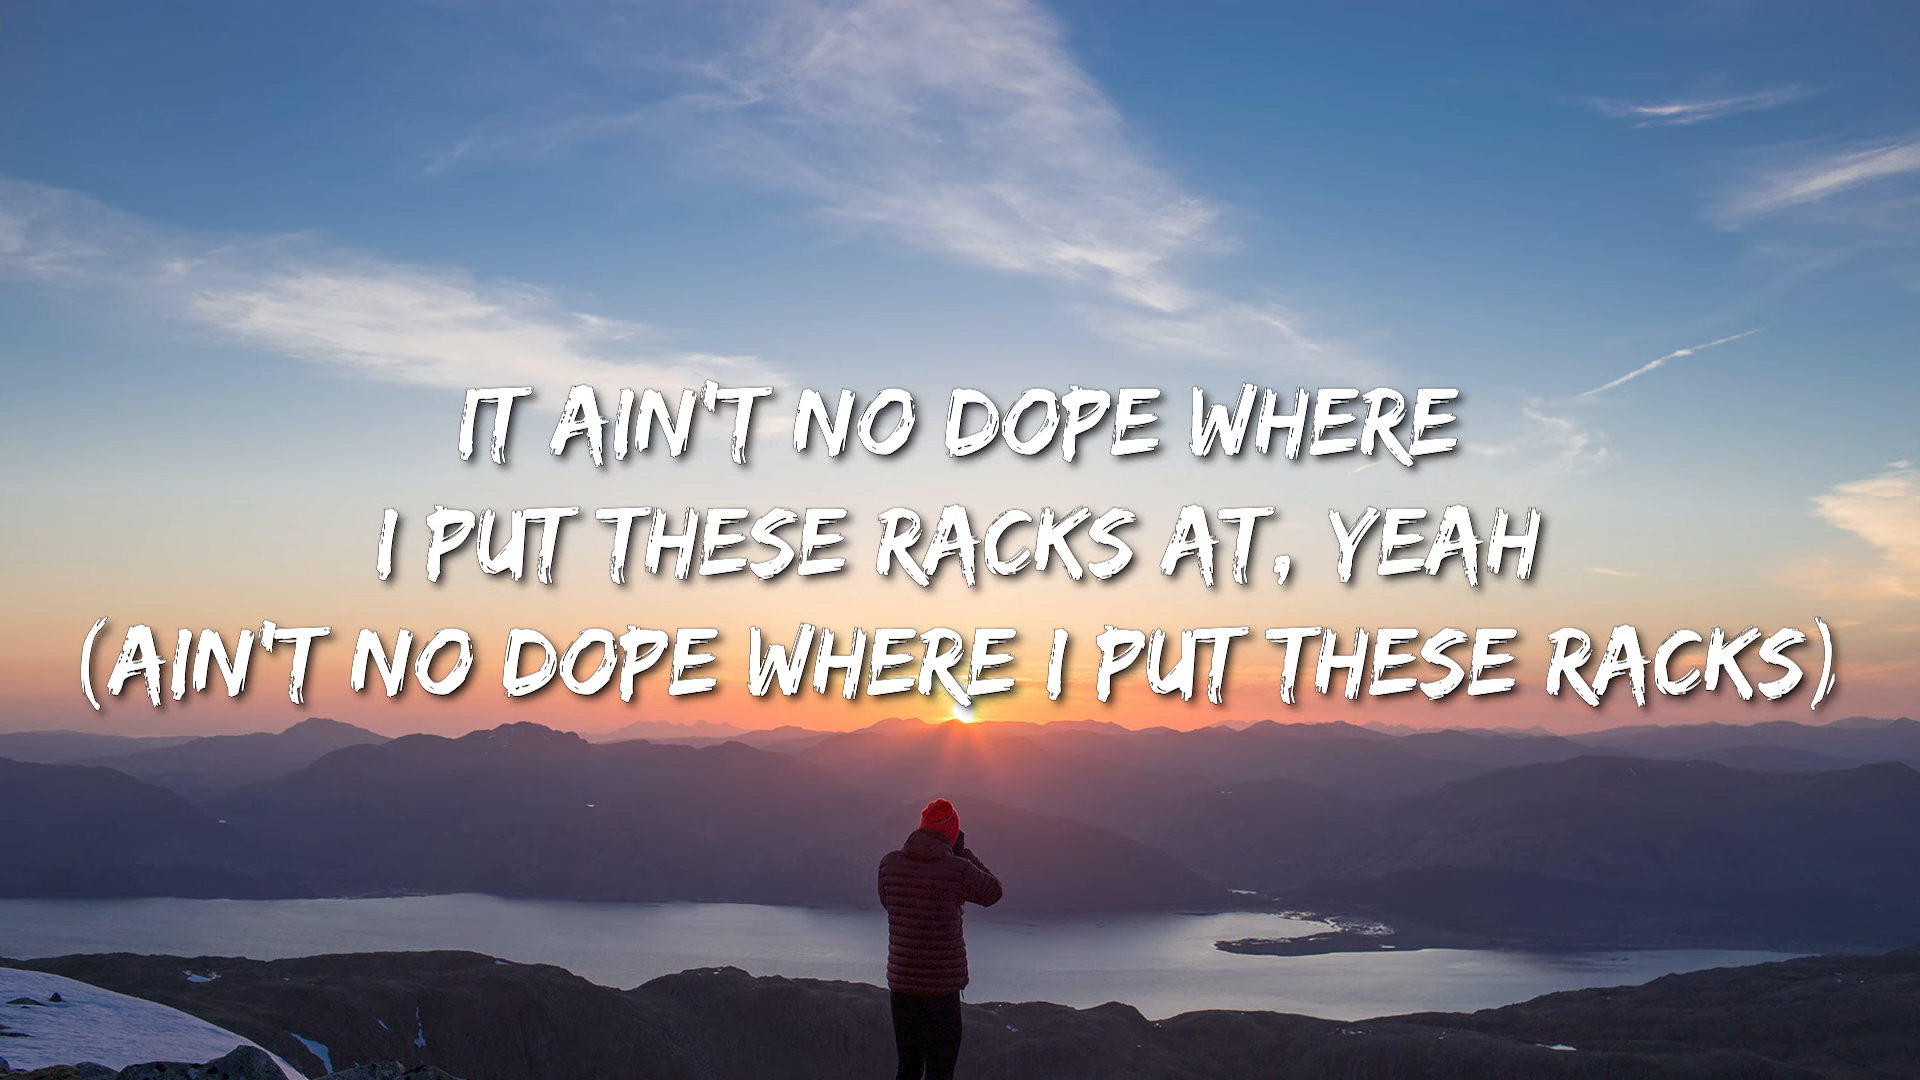 IT AIN'T NO DOPE WHERE
I PUT THESE RACKS AT, YEAH
(AIN'T NO DOPE WHERE I PUT THESE RACKS)